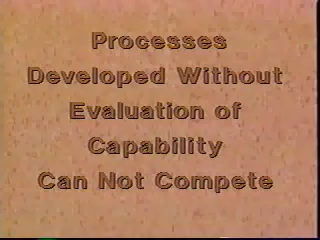 Processes
Developed Without
Evaluation of
Capability
Can Not Compete